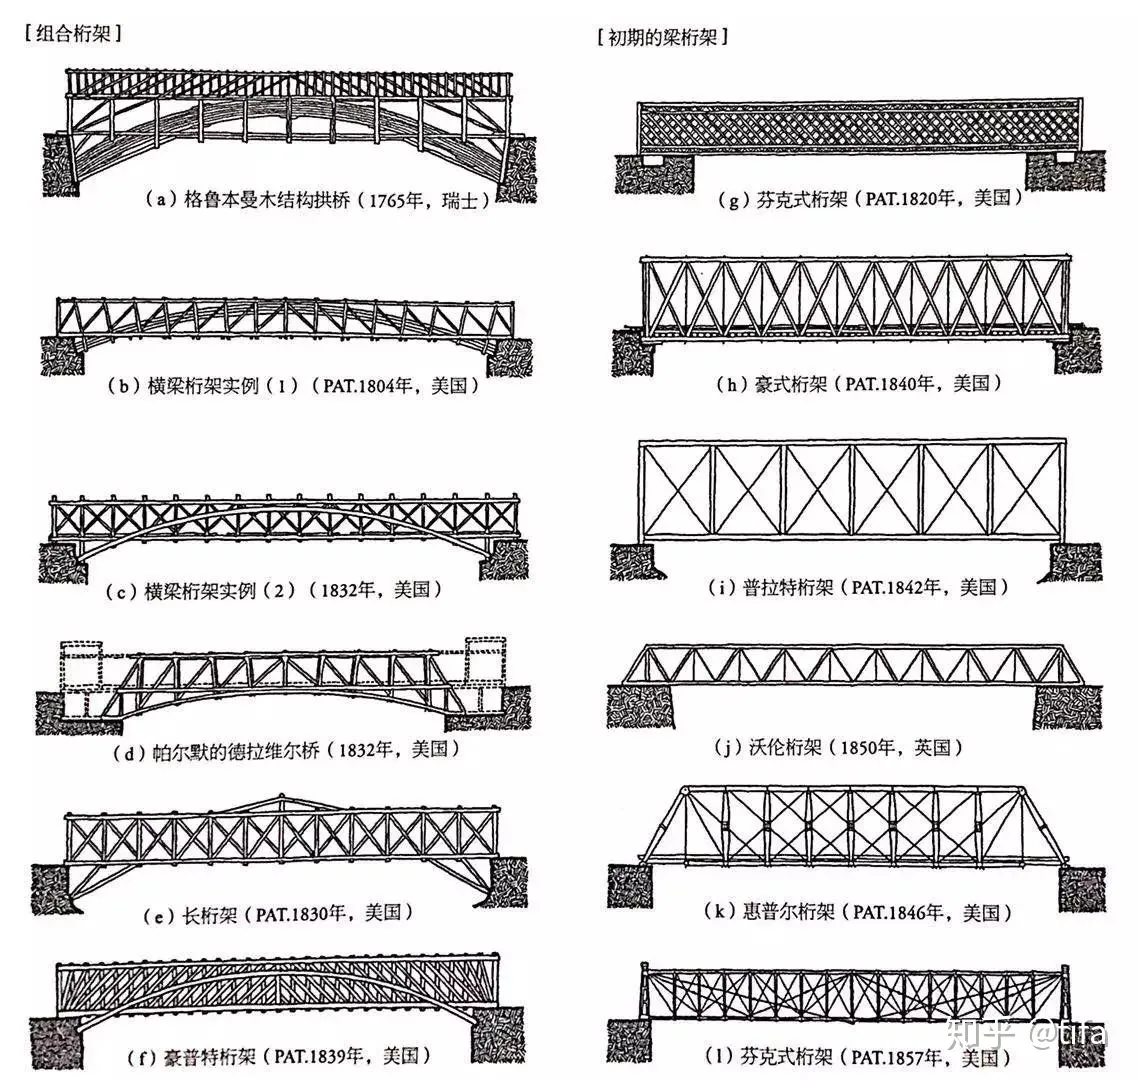 [组合桁架]
(a) 格鲁本曼木结构拱桥 (1765年, 瑞士)
(b) 横梁桁架实例 (1) (PAT.1804年, 美国)
(c) 横梁桁架实例 (2) (1832年, 美国)
(d) 帕尔默的德拉维尔桥 (1832年, 美国)
(e) 长桁架 (PAT.1830年, 美国)
(f) 豪普特桁架 (PAT.1839年, 美国)
[初期的梁桁架]
(g) 芬克式桁架 (PAT.1820年, 美国)
(h) 豪式桁架 (PAT.1840年, 美国)
(i) 普拉特桁架 (PAT.1842年, 美国)
(j) 沃伦桁架 (1850年, 英国)
(k) 惠普尔桁架 (PAT.1846年, 美国)
(l) 芬克式桁架 (PAT.1857年, 美国)
知乎 @tifa